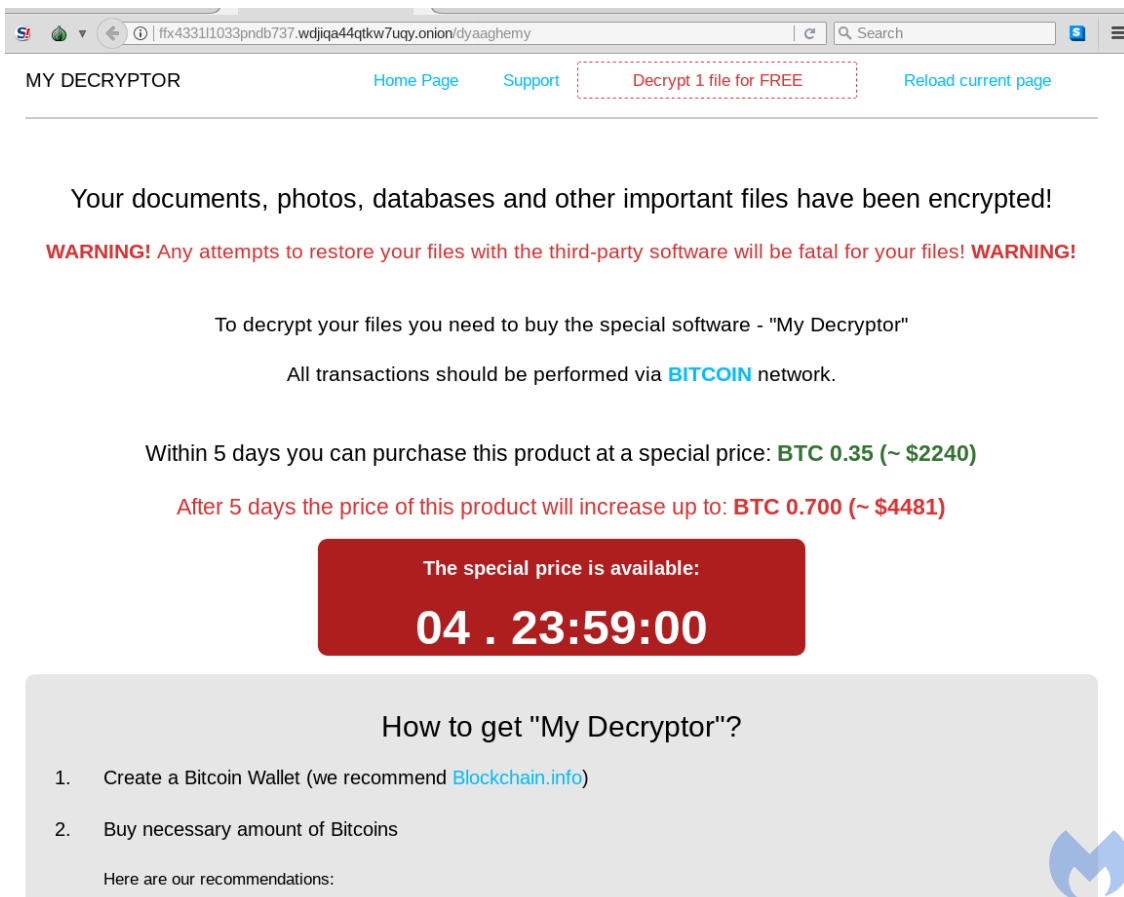 ffx4331l1033pndb737.wdjiqa44qtkw7uqy.onion/dyaaghemy
Search
MY DECRYPTOR Home Page Support Decrypt 1 file for FREE Reload current page
Your documents, photos, databases and other important files have been encrypted!
WARNING! Any attempts to restore your files with the third-party software will be fatal for your files! WARNING!
To decrypt your files you need to buy the special software - "My Decryptor"
All transactions should be performed via BITCOIN network.
Within 5 days you can purchase this product at a special price: BTC 0.35 (~ $2240)
After 5 days the price of this product will increase up to: BTC 0.700 (~ $4481)
The special price is available:
04 . 23:59:00
How to get "My Decryptor"?
1. Create a Bitcoin Wallet (we recommend Blockchain.info)
2. Buy necessary amount of Bitcoins
Here are our recommendations: